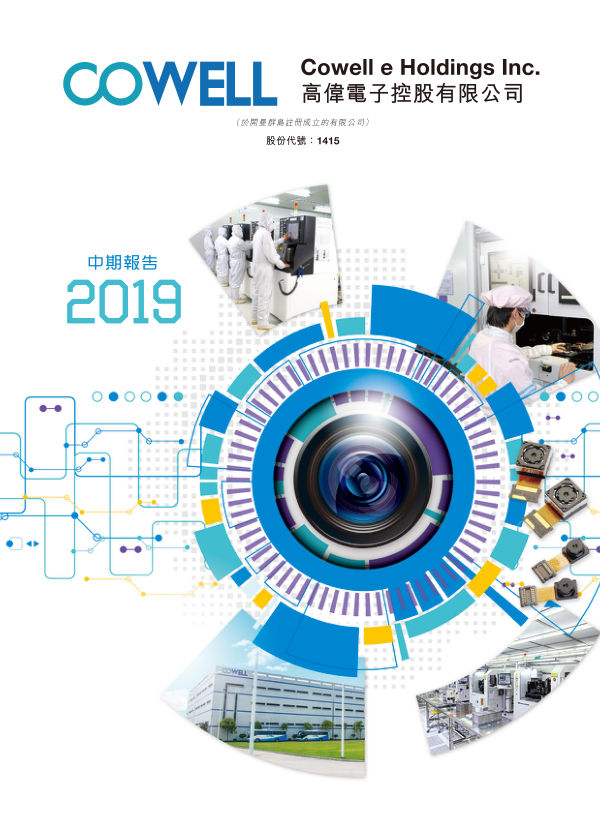 COWELL
Cowell e Holdings Inc.
高偉電子控股有限公司
（於開曼群島註冊成立的有限公司）
股份代號：1415
中期報告
2019
COWELL